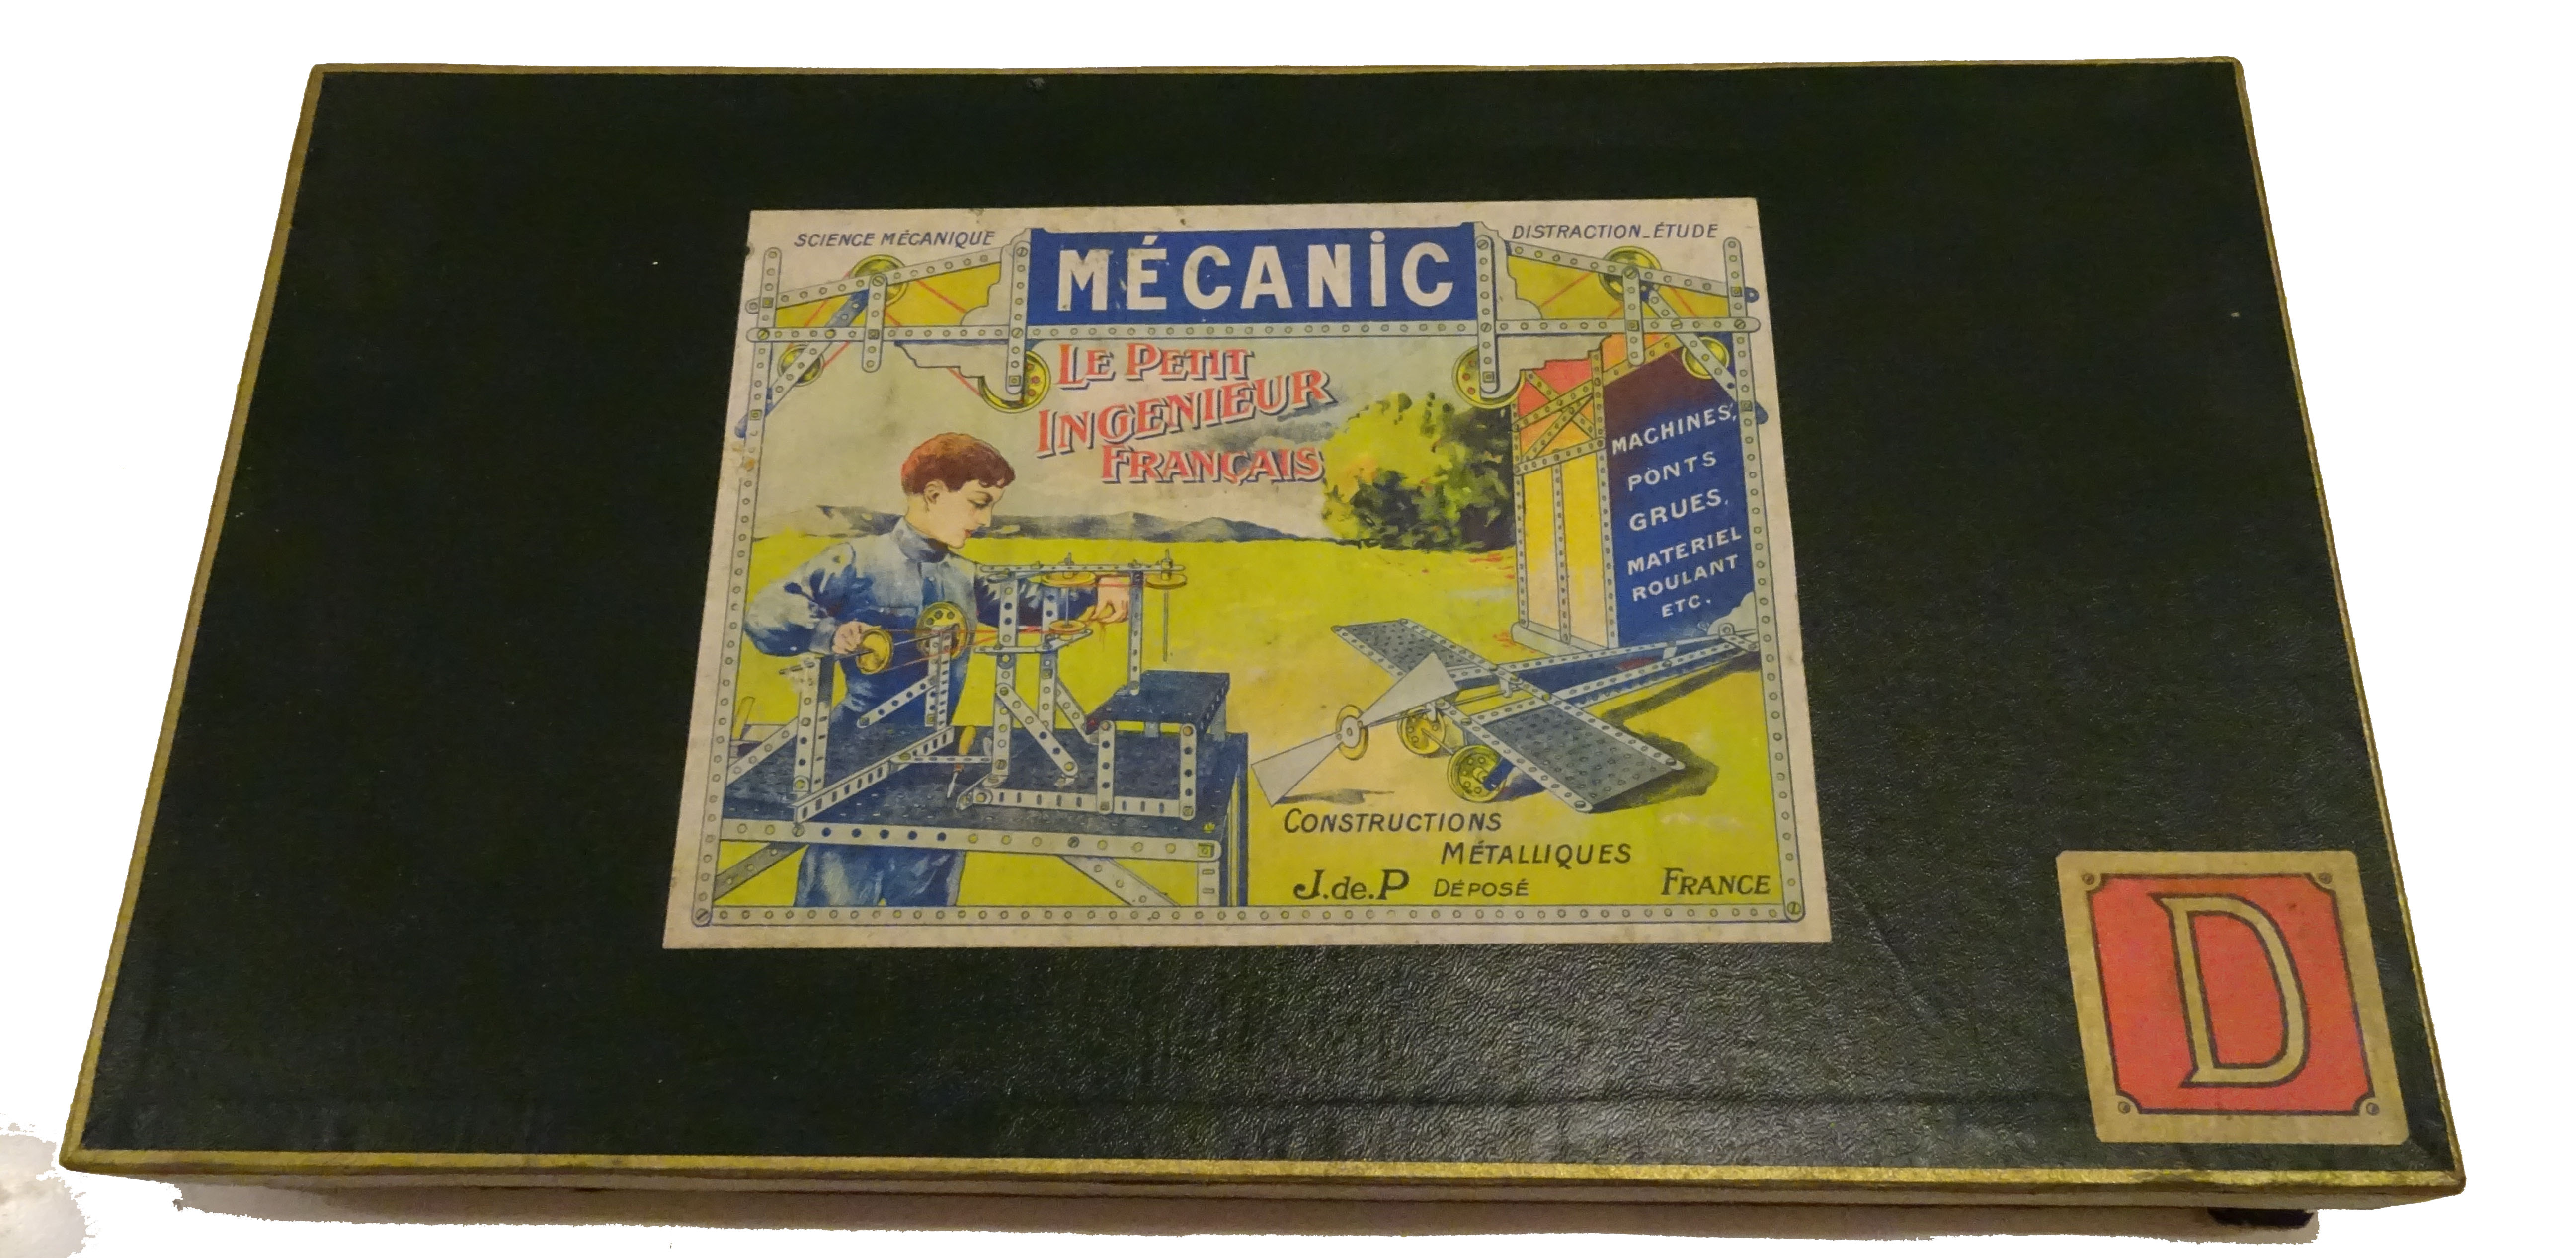 SCIENCE MÉCANIQUE
MÉCANIC
DISTRACTION_ÉTUDE
LE PETIT
INGENIEUR
FRANÇAIS
MACHINES,
PONTS
GRUES,
MATERIEL
ROULANT
ETC.
CONSTRUCTIONS
MÉTALLIQUES
J.de.P DÉPOSÉ FRANCE
D